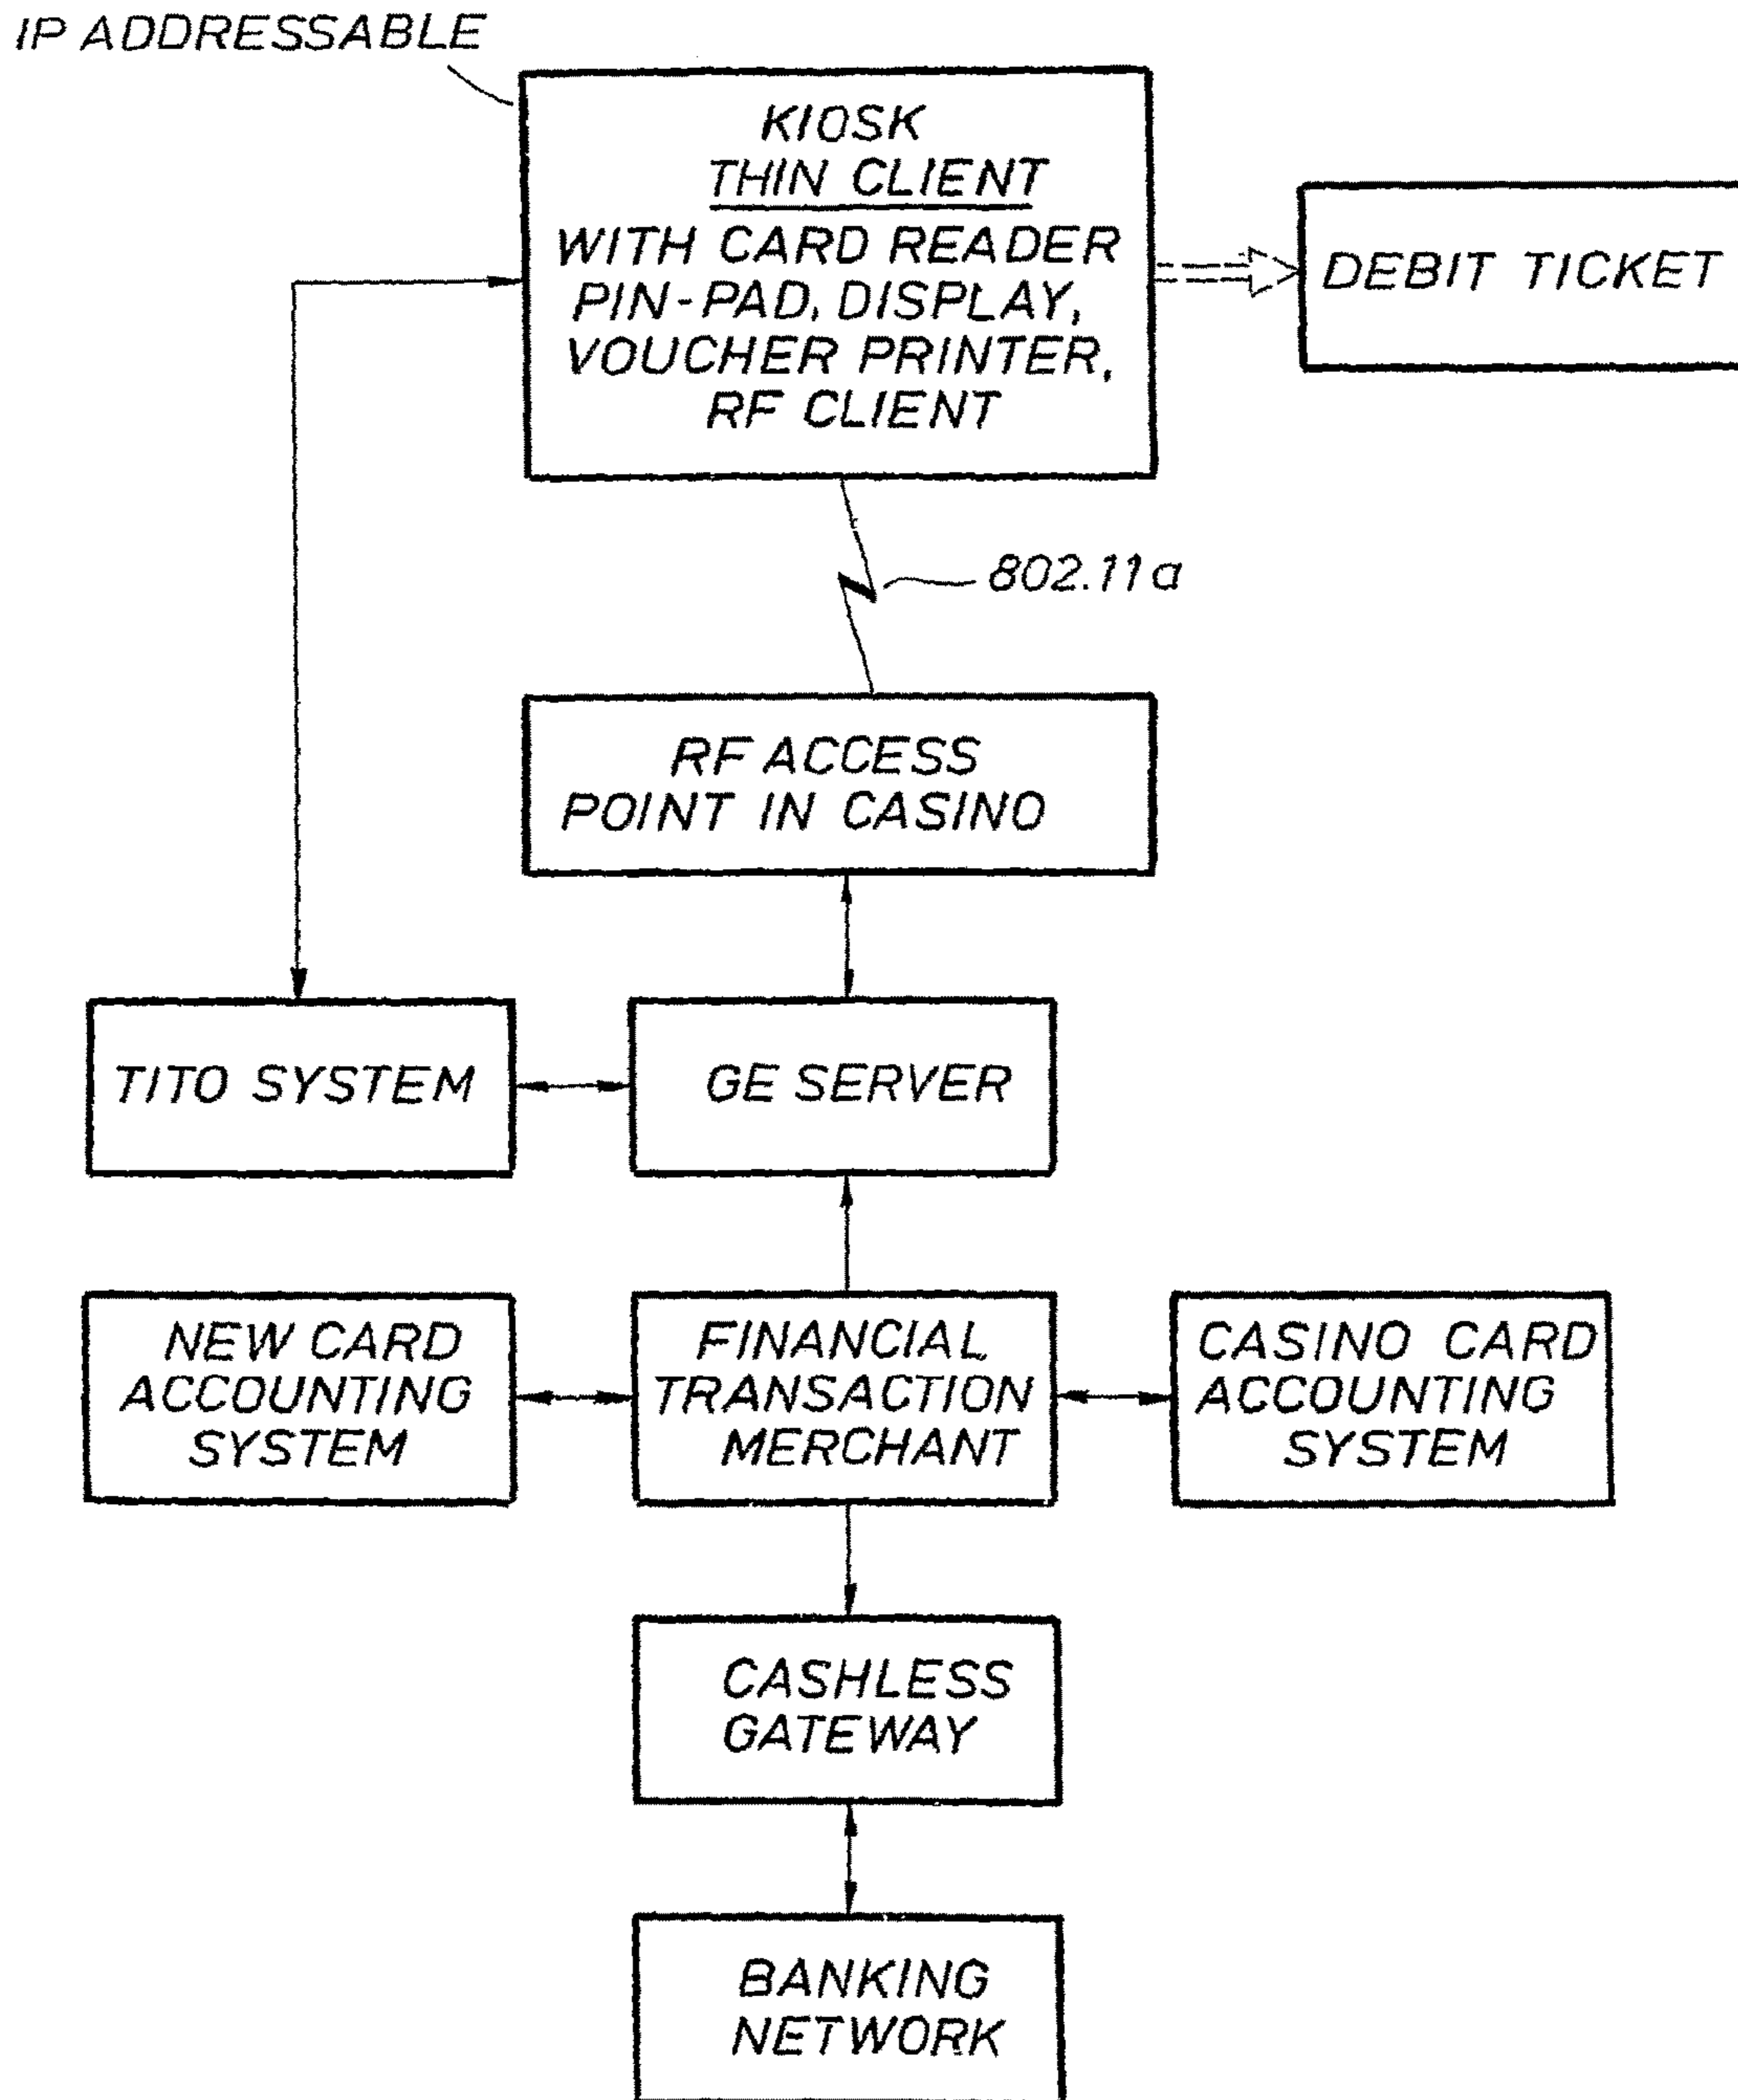 IP ADDRESSABLE
KIOSK
THIN CLIENT
WITH CARD READER
PIN-PAD, DISPLAY,
VOUCHER PRINTER,
RF CLIENT
DEBIT TICKET
802.11a
RF ACCESS
POINT IN CASINO
TITO SYSTEM
GE SERVER
NEW CARD
ACCOUNTING
SYSTEM
FINANCIAL
TRANSACTION
MERCHANT
CASINO CARD
ACCOUNTING
SYSTEM
CASHLESS
GATEWAY
BANKING
NETWORK